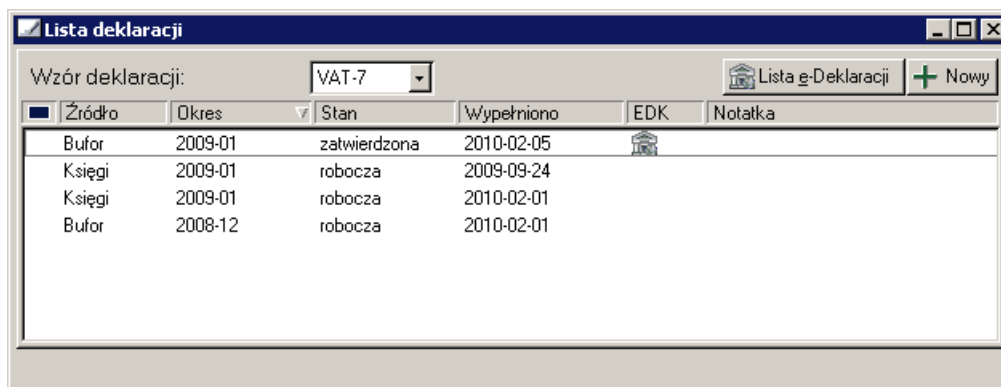 Lista deklaracji
Wzór deklaracji: VAT-7 Lista e-Deklaracji Nowy
Źródło Okres Stan Wypełniono EDK Notatka
Bufor 2009-01 zatwierdzona 2010-02-05
Księgi 2009-01 robocza 2009-09-24
Księgi 2009-01 robocza 2010-02-01
Bufor 2008-12 robocza 2010-02-01